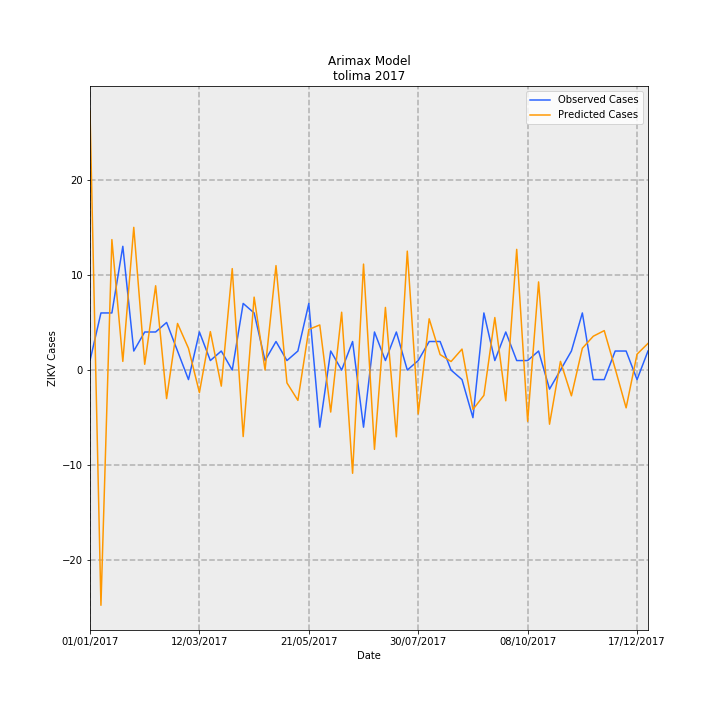 Arimax Model
tolima 2017
Observed Cases
Predicted Cases
ZIKV Cases
20
10
0
−10
−20
01/01/2017
12/03/2017
21/05/2017
30/07/2017
08/10/2017
17/12/2017
Date